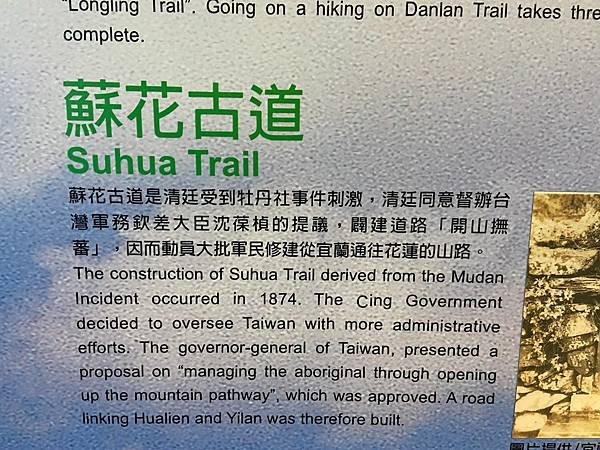 "Longling Trail". Going on a hiking on Danlan Trail takes thre
complete.
蘇花古道
Suhua Trail
蘇花古道是清廷受到牡丹社事件刺激，清廷同意督辦台
灣軍務欽差大臣沈葆楨的提議，闢建道路「開山撫
蕃」，因而動員大批軍民修建從宜蘭通往花蓮的山路。
The construction of Suhua Trail derived from the Mudan
Incident occurred in 1874. The Cing Government
decided to oversee Taiwan with more administrative
efforts. The governor-general of Taiwan, presented a
proposal on "managing the aboriginal through opening
up the mountain pathway", which was approved. A road
linking Hualien and Yilan was therefore built.
圖片提供/宜